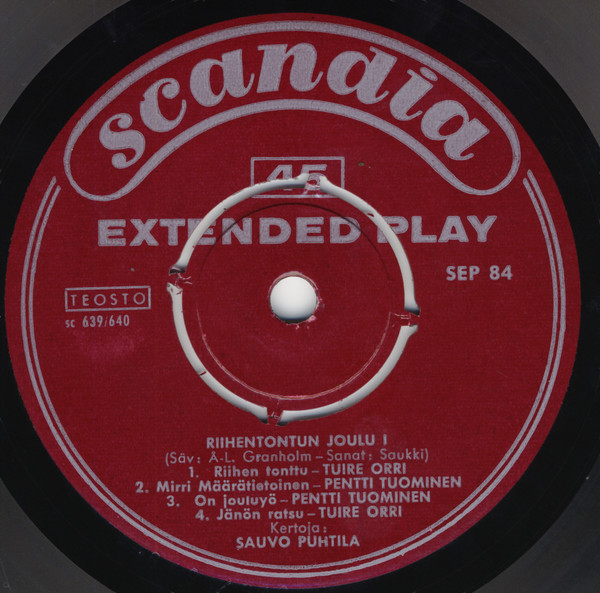 scandia
45
EXTENDED PLAY
SEP 84
TEOSTO
sc 639/640
RIIHENTONTUN JOULU I
(Säv: A-L. Granholm – Sanat: Saukki)
1. Riihen tonttu – TUIRE ORRI
2. Mirri Määrätietoinen – PENTTI TUOMINEN
3. On jouluyö – PENTTI TUOMINEN
4. Jänön ratsu – TUIRE ORRI
Kertoja:
SAUVO PUHTILA